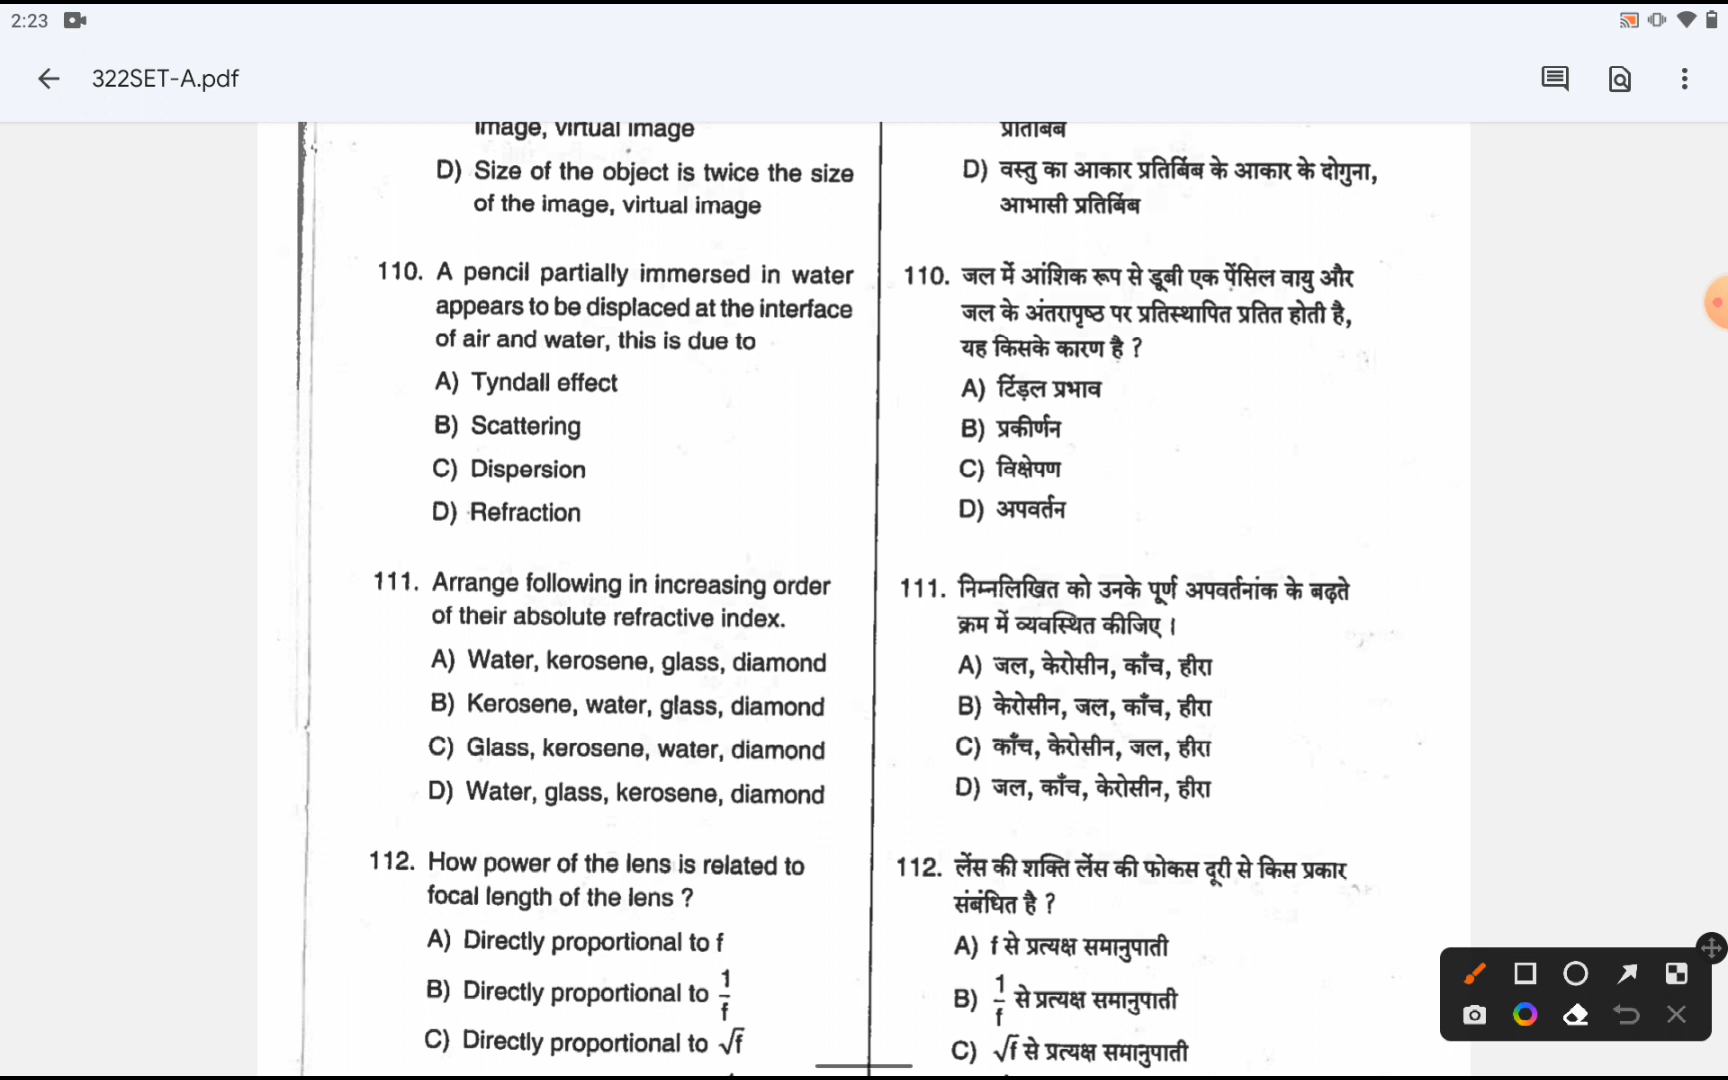 2:23
322SET-A.pdf
image, virtual image
D) Size of the object is twice the size
of the image, virtual image
110. A pencil partially immersed in water
appears to be displaced at the interface
of air and water, this is due to
A) Tyndall effect
B) Scattering
C) Dispersion
D) Refraction
111. Arrange following in increasing order
of their absolute refractive index.
A) Water, kerosene, glass, diamond
B) Kerosene, water, glass, diamond
C) Glass, kerosene, water, diamond
D) Water, glass, kerosene, diamond
112. How power of the lens is related to
focal length of the lens ?
A) Directly proportional to f
B) Directly proportional to 1/f
C) Directly proportional to √f
प्रतिबिंब
D) वस्तु का आकार प्रतिबिंब के आकार के दोगुना,
आभासी प्रतिबिंब
110. जल में आंशिक रूप से डूबी एक पेंसिल वायु और
जल के अंतरापृष्ठ पर प्रतिस्थापित प्रतित होती है,
यह किसके कारण है ?
A) टिंड़ल प्रभाव
B) प्रकीर्णन
C) विक्षेपण
D) अपवर्तन
111. निम्नलिखित को उनके पूर्ण अपवर्तनांक के बढ़ते
क्रम में व्यवस्थित कीजिए ।
A) जल, केरोसीन, काँच, हीरा
B) केरोसीन, जल, काँच, हीरा
C) काँच, केरोसीन, जल, हीरा
D) जल, काँच, केरोसीन, हीरा
112. लेंस की शक्ति लेंस की फोकस दूरी से किस प्रकार
संबंधित है ?
A) f से प्रत्यक्ष समानुपाती
B) 1/f से प्रत्यक्ष समानुपाती
C) √f से प्रत्यक्ष समानुपाती